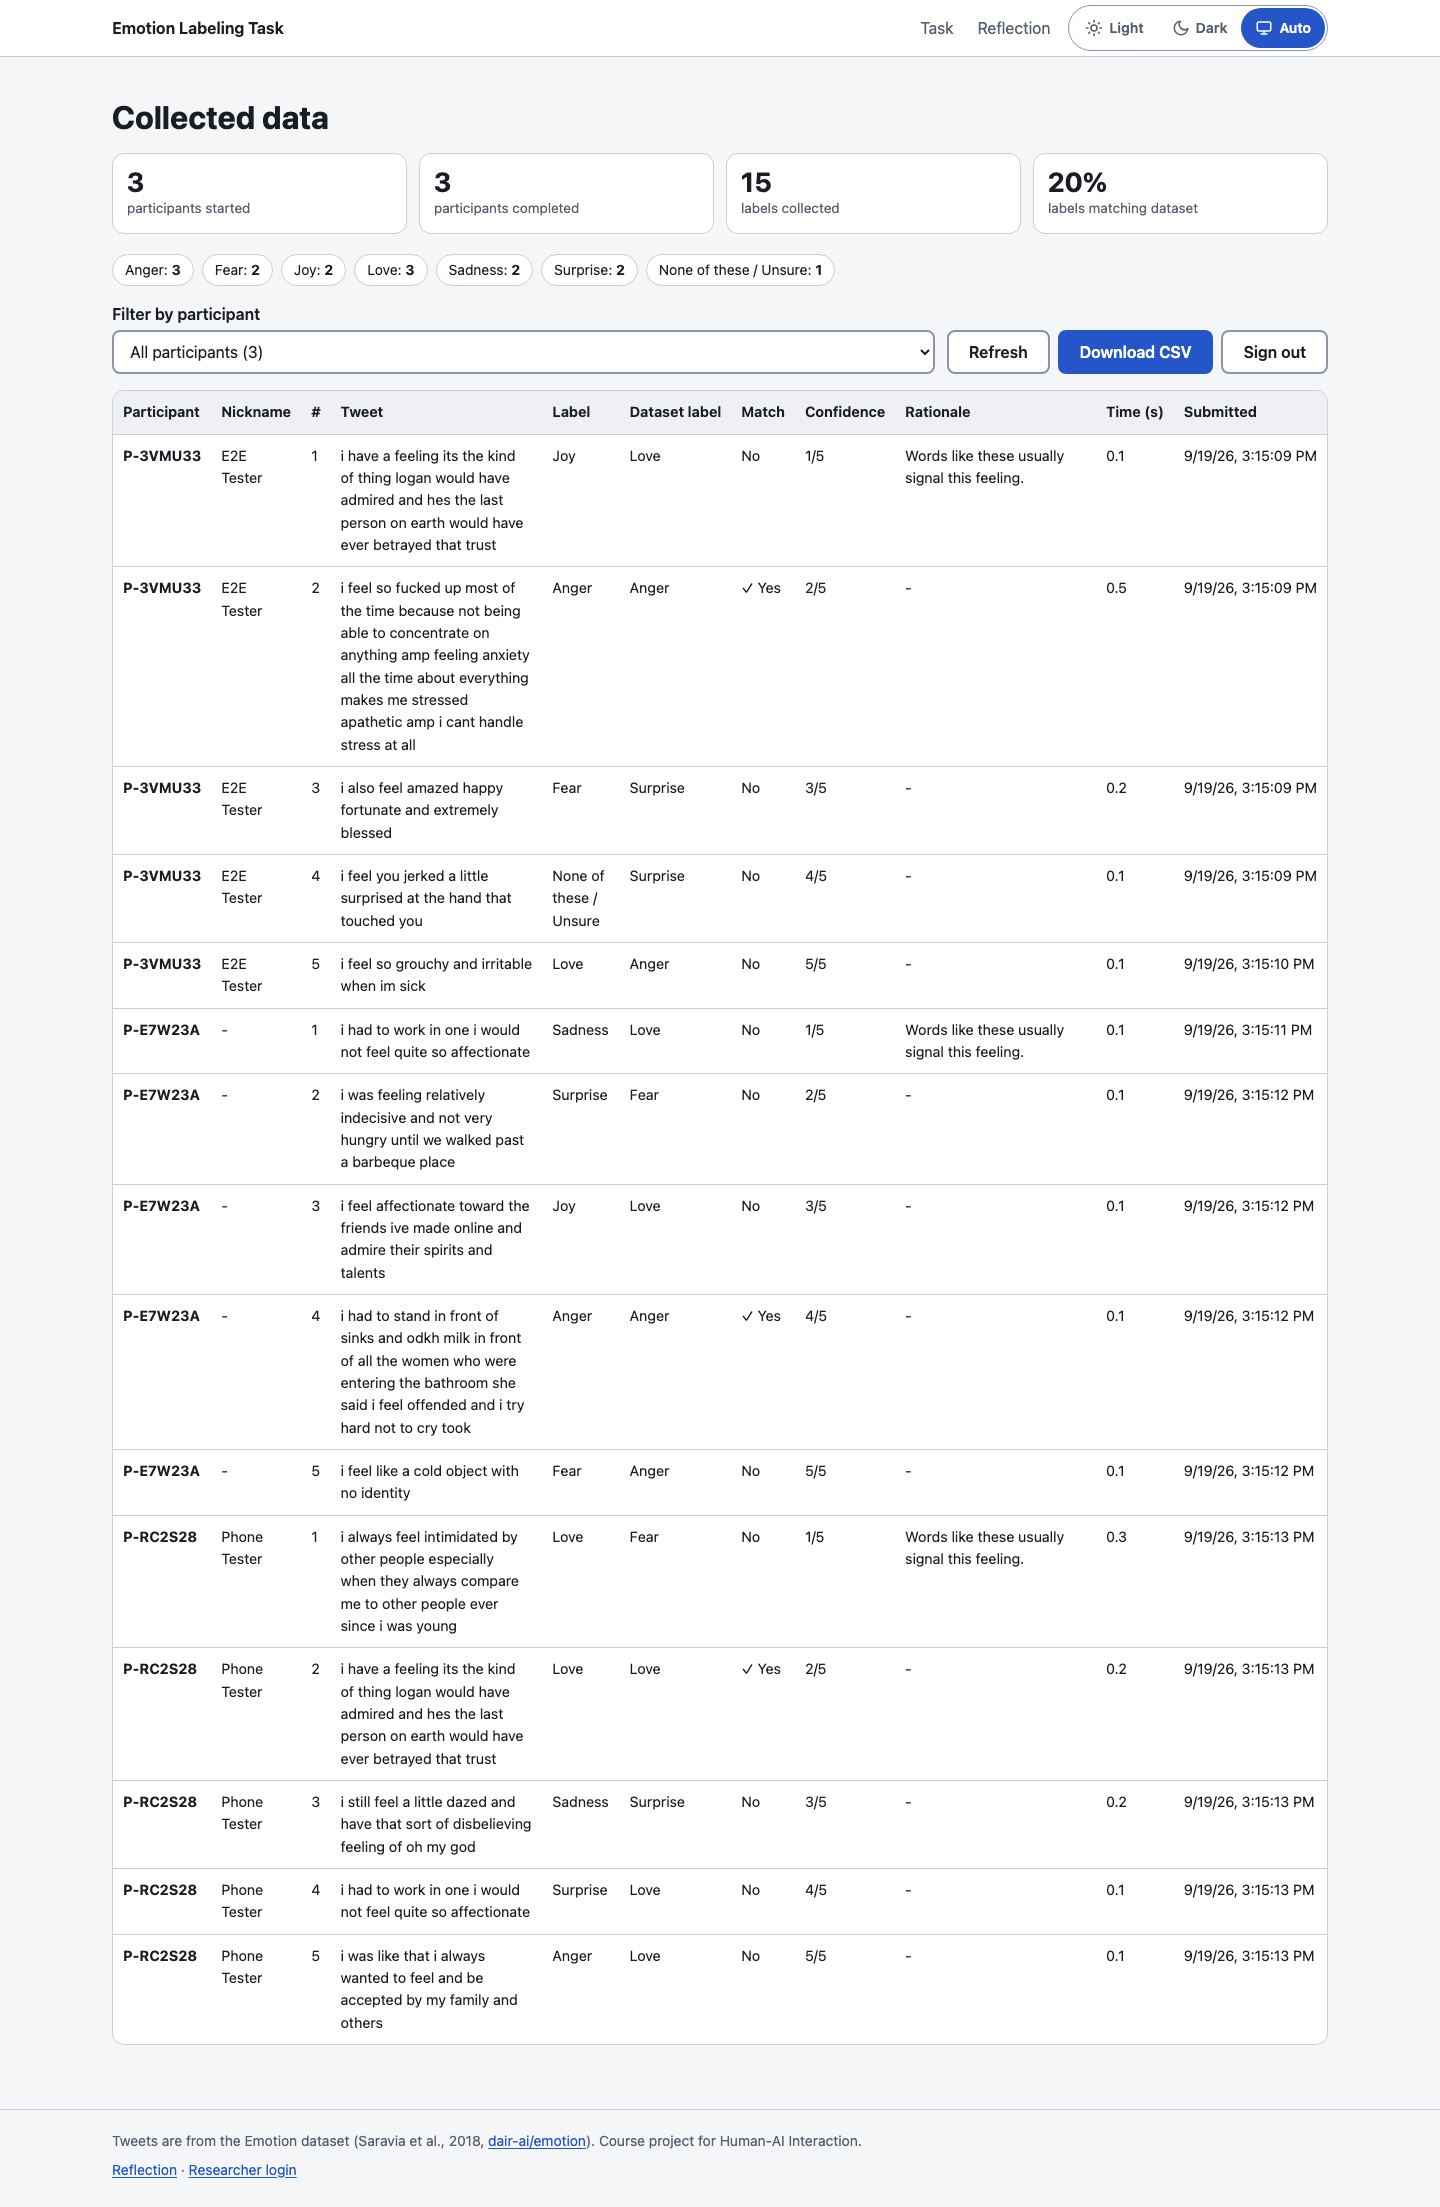 Emotion Labeling Task
Task Reflection Light Dark Auto
Collected data
3
participants started
3
participants completed
15
labels collected
20%
labels matching dataset
Anger: 3 Fear: 2 Joy: 2 Love: 3 Sadness: 2 Surprise: 2 None of these / Unsure: 1
Filter by participant
All participants (3) Refresh Download CSV Sign out
Participant Nickname # Tweet Label Dataset label Match Confidence Rationale Time (s) Submitted
P-3VMU33 E2E 1 i have a feeling its the kind Joy Love No 1/5 Words like these usually 0.1 9/19/26, 3:15:09 PM
Tester of thing logan would have signal this feeling.
admired and hes the last
person on earth would have
ever betrayed that trust
P-3VMU33 E2E 2 i feel so fucked up most of Anger Anger ✓ Yes 2/5 - 0.5 9/19/26, 3:15:09 PM
Tester the time because not being
able to concentrate on
anything amp feeling anxiety
all the time about everything
makes me stressed
apathetic amp i cant handle
stress at all
P-3VMU33 E2E 3 i also feel amazed happy Fear Surprise No 3/5 - 0.2 9/19/26, 3:15:09 PM
Tester fortunate and extremely
blessed
P-3VMU33 E2E 4 i feel you jerked a little None of Surprise No 4/5 - 0.1 9/19/26, 3:15:09 PM
Tester surprised at the hand that these /
touched you Unsure
P-3VMU33 E2E 5 i feel so grouchy and irritable Love Anger No 5/5 - 0.1 9/19/26, 3:15:10 PM
Tester when im sick
P-E7W23A - 1 i had to work in one i would Sadness Love No 1/5 Words like these usually 0.1 9/19/26, 3:15:11 PM
not feel quite so affectionate signal this feeling.
P-E7W23A - 2 i was feeling relatively Surprise Fear No 2/5 - 0.1 9/19/26, 3:15:12 PM
indecisive and not very
hungry until we walked past
a barbeque place
P-E7W23A - 3 i feel affectionate toward the Joy Love No 3/5 - 0.1 9/19/26, 3:15:12 PM
friends ive made online and
admire their spirits and
talents
P-E7W23A - 4 i had to stand in front of Anger Anger ✓ Yes 4/5 - 0.1 9/19/26, 3:15:12 PM
sinks and odkh milk in front
of all the women who were
entering the bathroom she
said i feel offended and i try
hard not to cry took
P-E7W23A - 5 i feel like a cold object with Fear Anger No 5/5 - 0.1 9/19/26, 3:15:12 PM
no identity
P-RC2S28 Phone 1 i always feel intimidated by Love Fear No 1/5 Words like these usually 0.3 9/19/26, 3:15:13 PM
Tester other people especially signal this feeling.
when they always compare
me to other people ever
since i was young
P-RC2S28 Phone 2 i have a feeling its the kind Love Love ✓ Yes 2/5 - 0.2 9/19/26, 3:15:13 PM
Tester of thing logan would have
admired and hes the last
person on earth would have
ever betrayed that trust
P-RC2S28 Phone 3 i still feel a little dazed and Sadness Surprise No 3/5 - 0.2 9/19/26, 3:15:13 PM
Tester have that sort of disbelieving
feeling of oh my god
P-RC2S28 Phone 4 i had to work in one i would Surprise Love No 4/5 - 0.1 9/19/26, 3:15:13 PM
Tester not feel quite so affectionate
P-RC2S28 Phone 5 i was like that i always Anger Love No 5/5 - 0.1 9/19/26, 3:15:13 PM
Tester wanted to feel and be
accepted by my family and
others
Tweets are from the Emotion dataset (Saravia et al., 2018, dair-ai/emotion). Course project for Human-AI Interaction.
Reflection · Researcher login